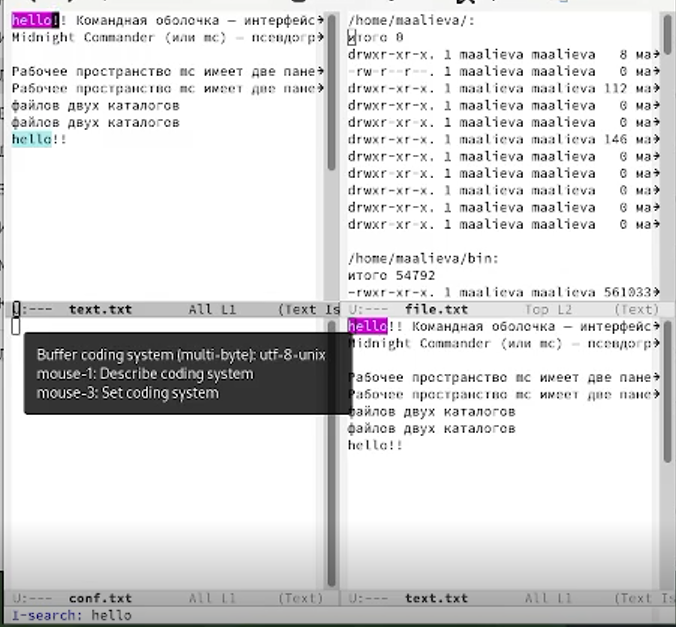 hello!! Командная оболочка — интерфейс
Midnight Commander (или mc) — псевдогр
Рабочее пространство mc имеет две пане
Рабочее пространство mc имеет две пане
файлов двух каталогов
файлов двух каталогов
hello!!
U:--- text.txt All L1 (Text Is
/home/maalieva/:
итого 0
drwxr-xr-x. 1 maalieva maalieva 8 ма
-rw-r--r--. 1 maalieva maalieva 0 ма
drwxr-xr-x. 1 maalieva maalieva 112 ма
drwxr-xr-x. 1 maalieva maalieva 0 ма
drwxr-xr-x. 1 maalieva maalieva 0 ма
drwxr-xr-x. 1 maalieva maalieva 146 ма
drwxr-xr-x. 1 maalieva maalieva 0 ма
drwxr-xr-x. 1 maalieva maalieva 0 ма
drwxr-xr-x. 1 maalieva maalieva 0 ма
drwxr-xr-x. 1 maalieva maalieva 0 ма
drwxr-xr-x. 1 maalieva maalieva 0 ма
/home/maalieva/bin:
итого 54792
-rwxr-xr-x. 1 maalieva maalieva 561033
U:--- file.txt Top L2 (Text)
Buffer coding system (multi-byte): utf-8-unix
mouse-1: Describe coding system
mouse-3: Set coding system
U:--- conf.txt All L1 (Text)
hello!! Командная оболочка — интерфейс
Midnight Commander (или mc) — псевдогр
Рабочее пространство mc имеет две пане
Рабочее пространство mc имеет две пане
файлов двух каталогов
файлов двух каталогов
hello!!
U:--- text.txt All L1 (Text Is
I-search: hello